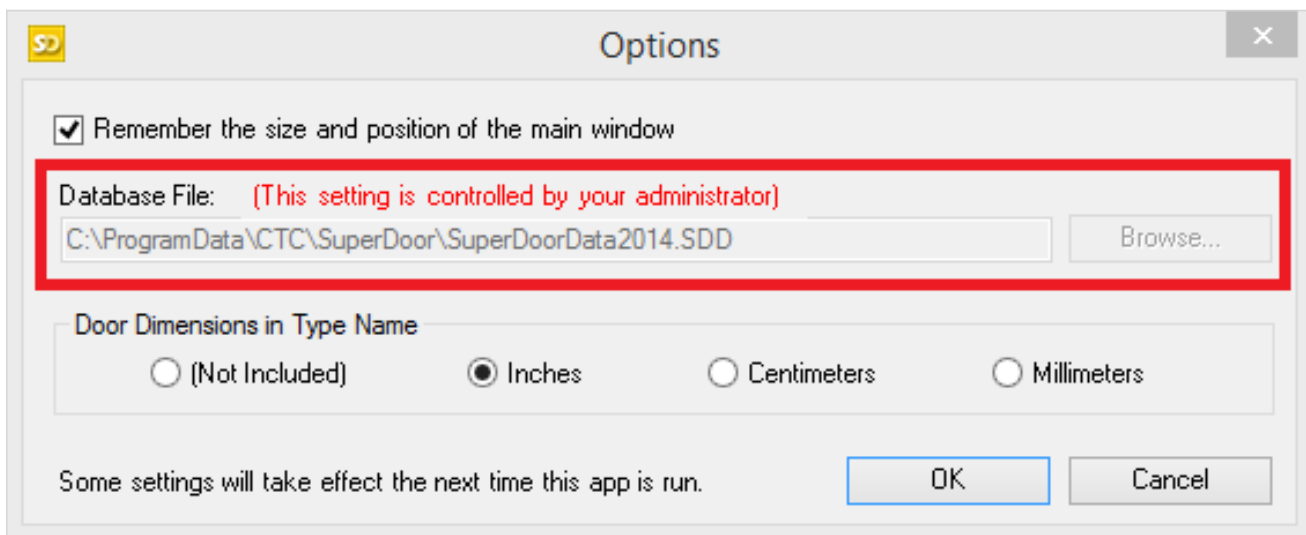 SD Options
Remember the size and position of the main window
Database File: (This setting is controlled by your administrator)
C:\ProgramData\CTC\SuperDoor\SuperDoorData2014.SDD Browse...
Door Dimensions in Type Name
(Not Included) Inches Centimeters Millimeters
Some settings will take effect the next time this app is run. OK Cancel